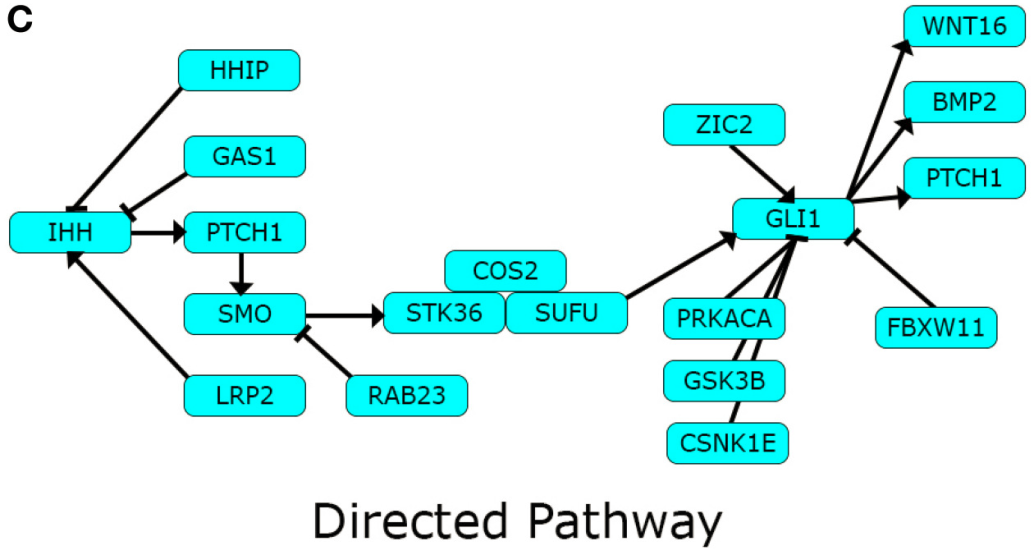 C
WNT16
HHIP
BMP2
ZIC2
GAS1
PTCH1
GLI1
IHH
PTCH1
COS2
SMO
STK36
SUFU
PRKACA
FBXW11
GSK3B
LRP2
RAB23
CSNK1E
Directed Pathway